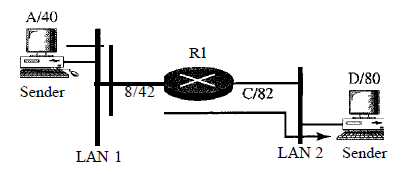 A/40
R1
D/80
Sender
8/42
C/82
LAN 1
LAN 2
Sender